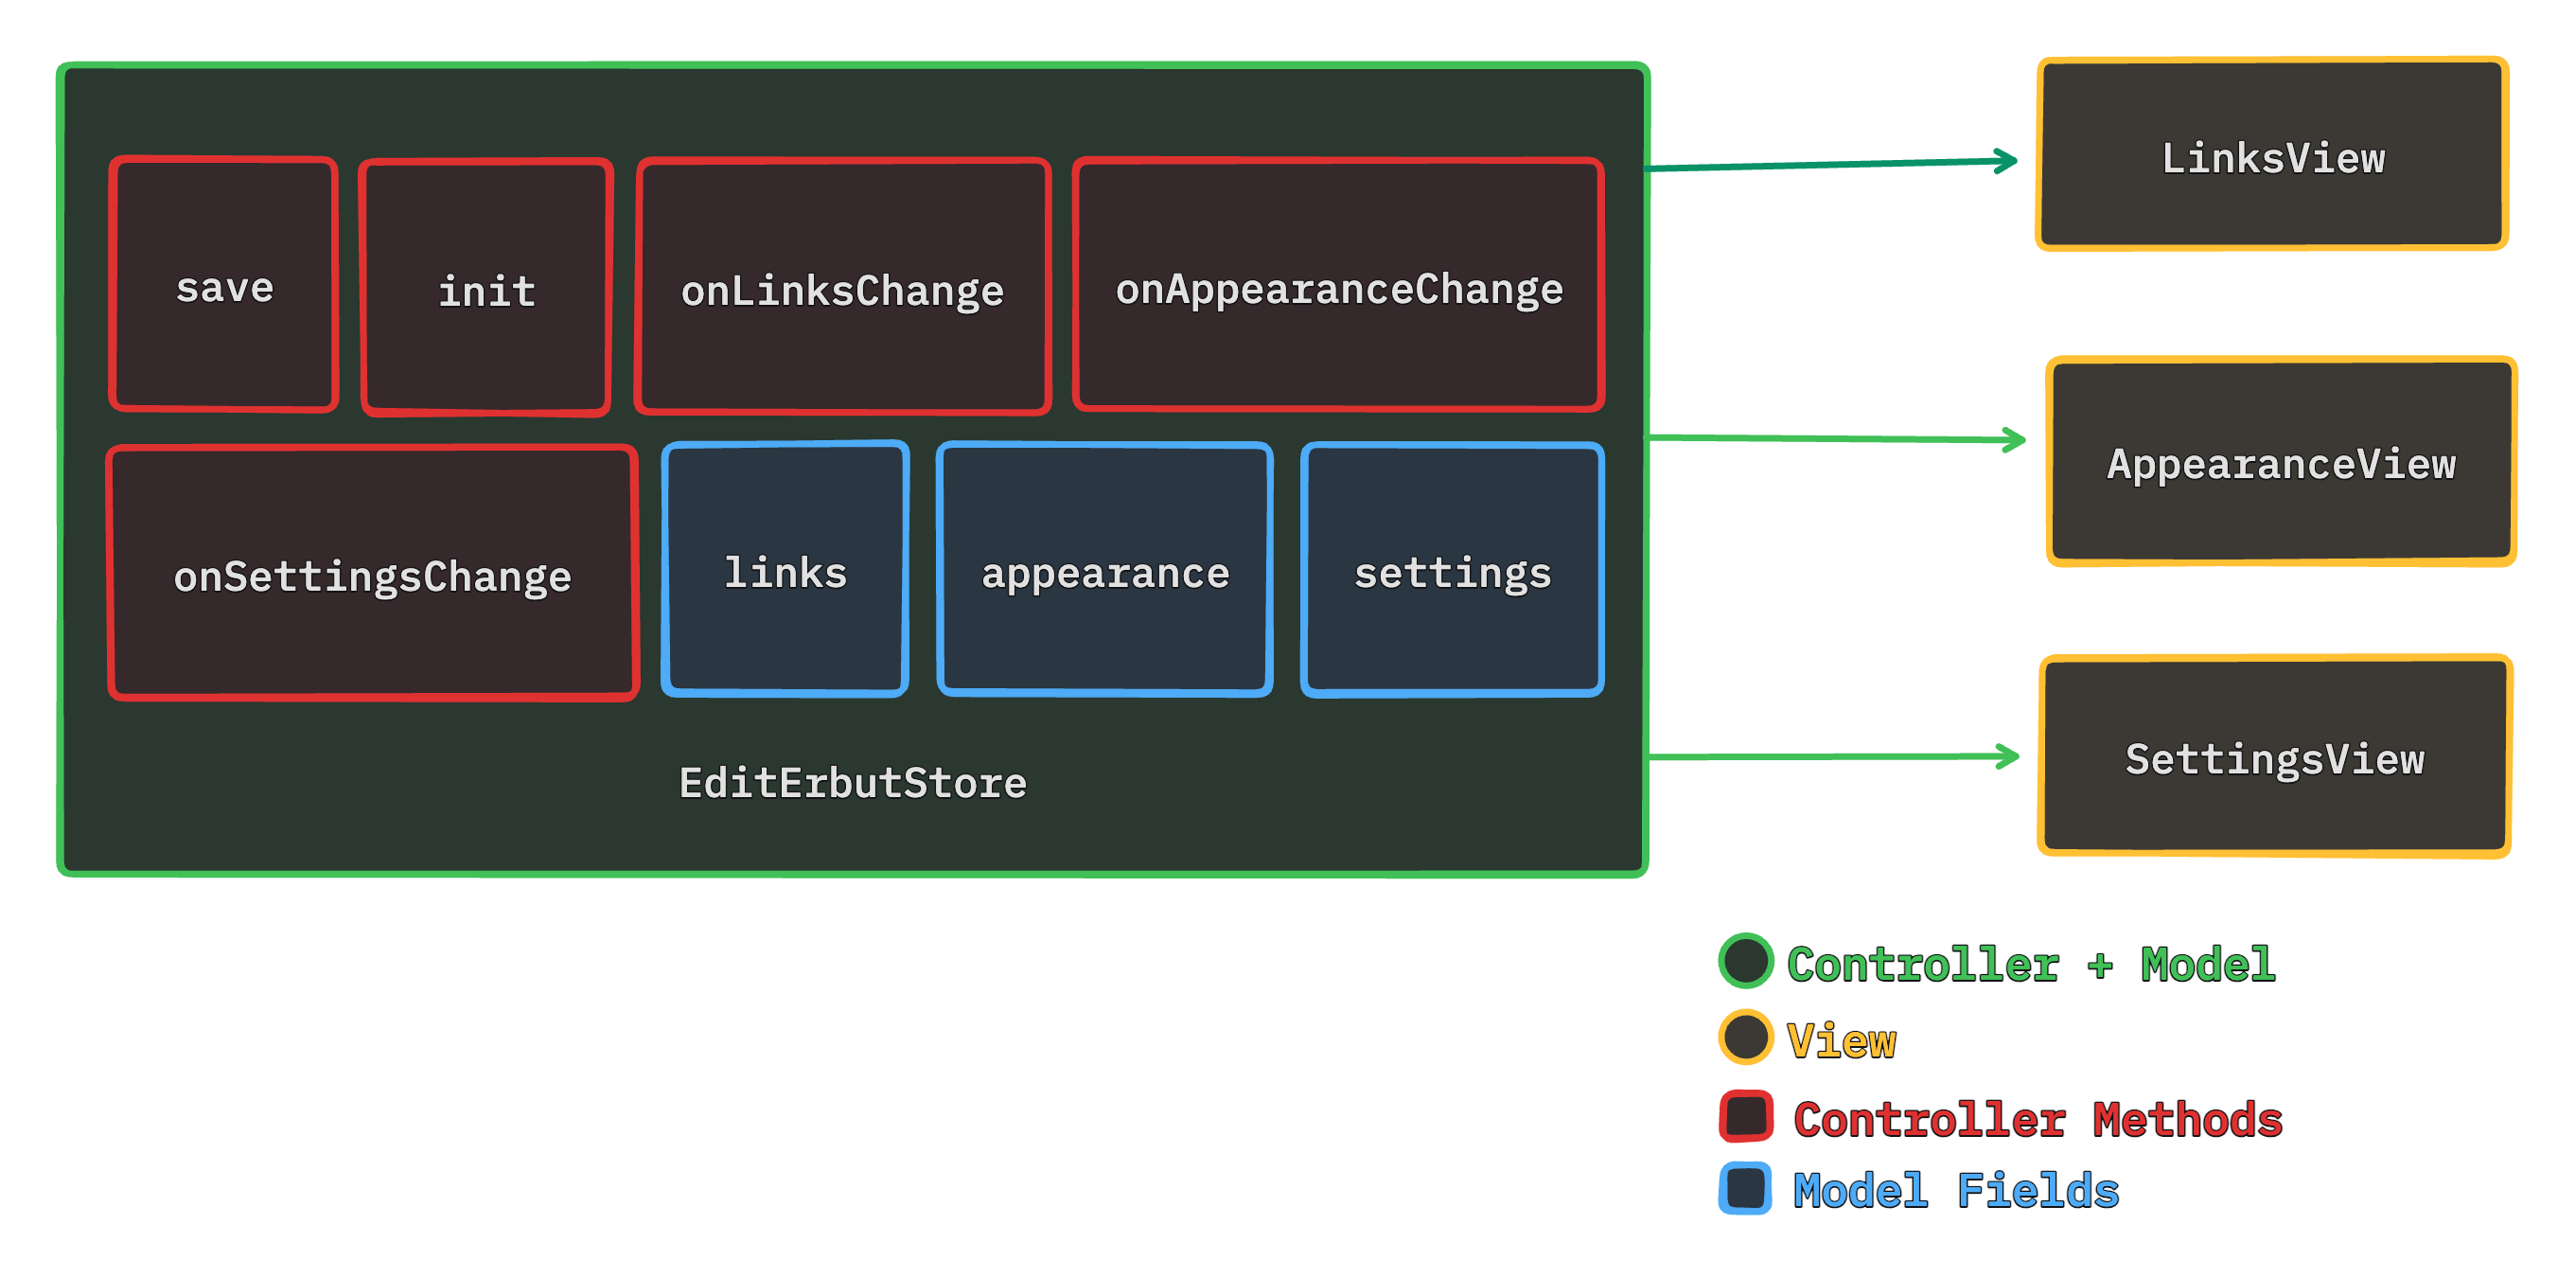 save
init
onLinksChange
onAppearanceChange
onSettingsChange
links
appearance
settings
EditErbutStore
LinksView
AppearanceView
SettingsView
Controller + Model
View
Controller Methods
Model Fields